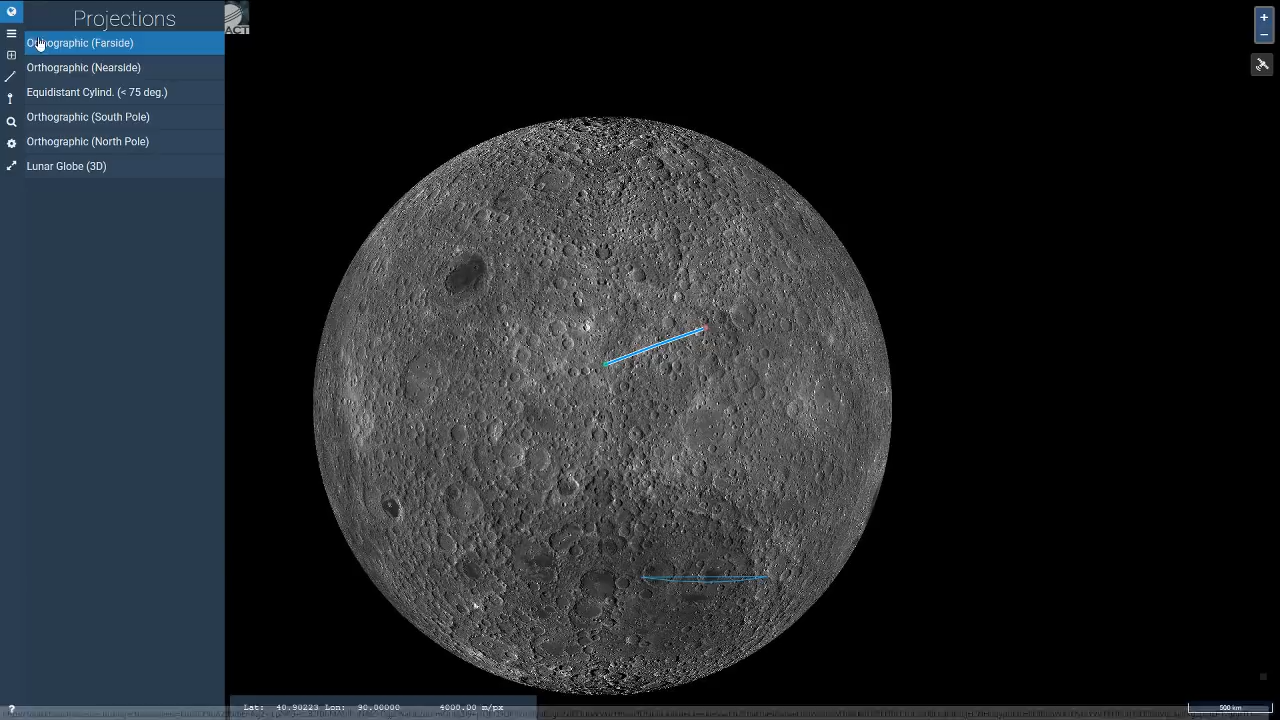 Projections
ACT
Orthographic (Farside)
Orthographic (Nearside)
Equidistant Cylind. (< 75 deg.)
Orthographic (South Pole)
Orthographic (North Pole)
Lunar Globe (3D)
+
−
?
Lat: 40.90223 Lon: 90.00000 4000.00 m/px
500 km